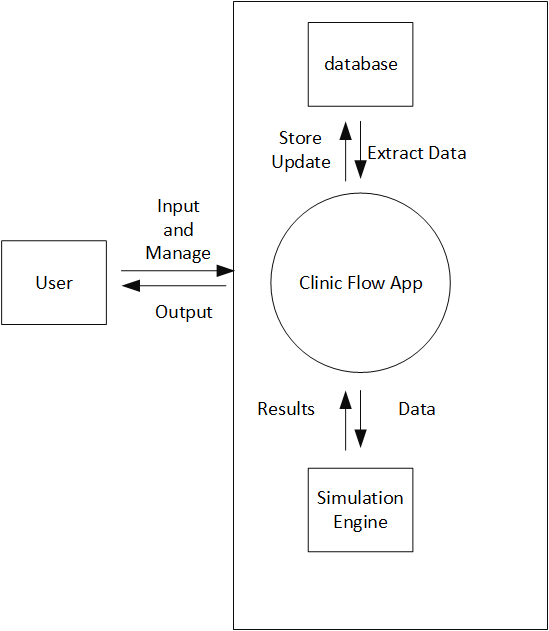 database
Store
Update
Extract Data
Input
and
Manage
User
Clinic Flow App
Output
Results
Data
Simulation
Engine